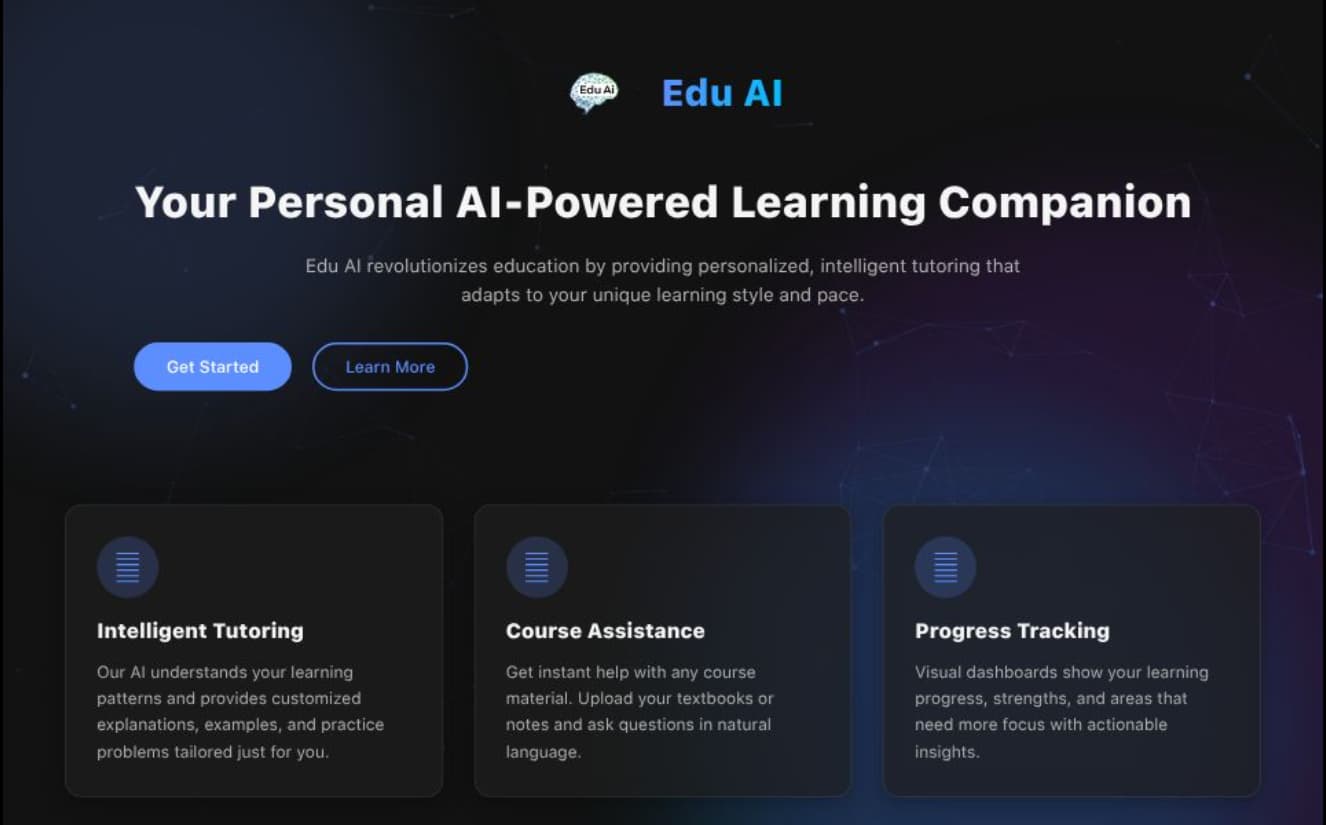 Edu Ai
Edu AI
Your Personal AI-Powered Learning Companion
Edu AI revolutionizes education by providing personalized, intelligent tutoring that
adapts to your unique learning style and pace.
Get Started
Learn More
Intelligent Tutoring
Our AI understands your learning
patterns and provides customized
explanations, examples, and practice
problems tailored just for you.
Course Assistance
Get instant help with any course
material. Upload your textbooks or
notes and ask questions in natural
language.
Progress Tracking
Visual dashboards show your learning
progress, strengths, and areas that
need more focus with actionable
insights.